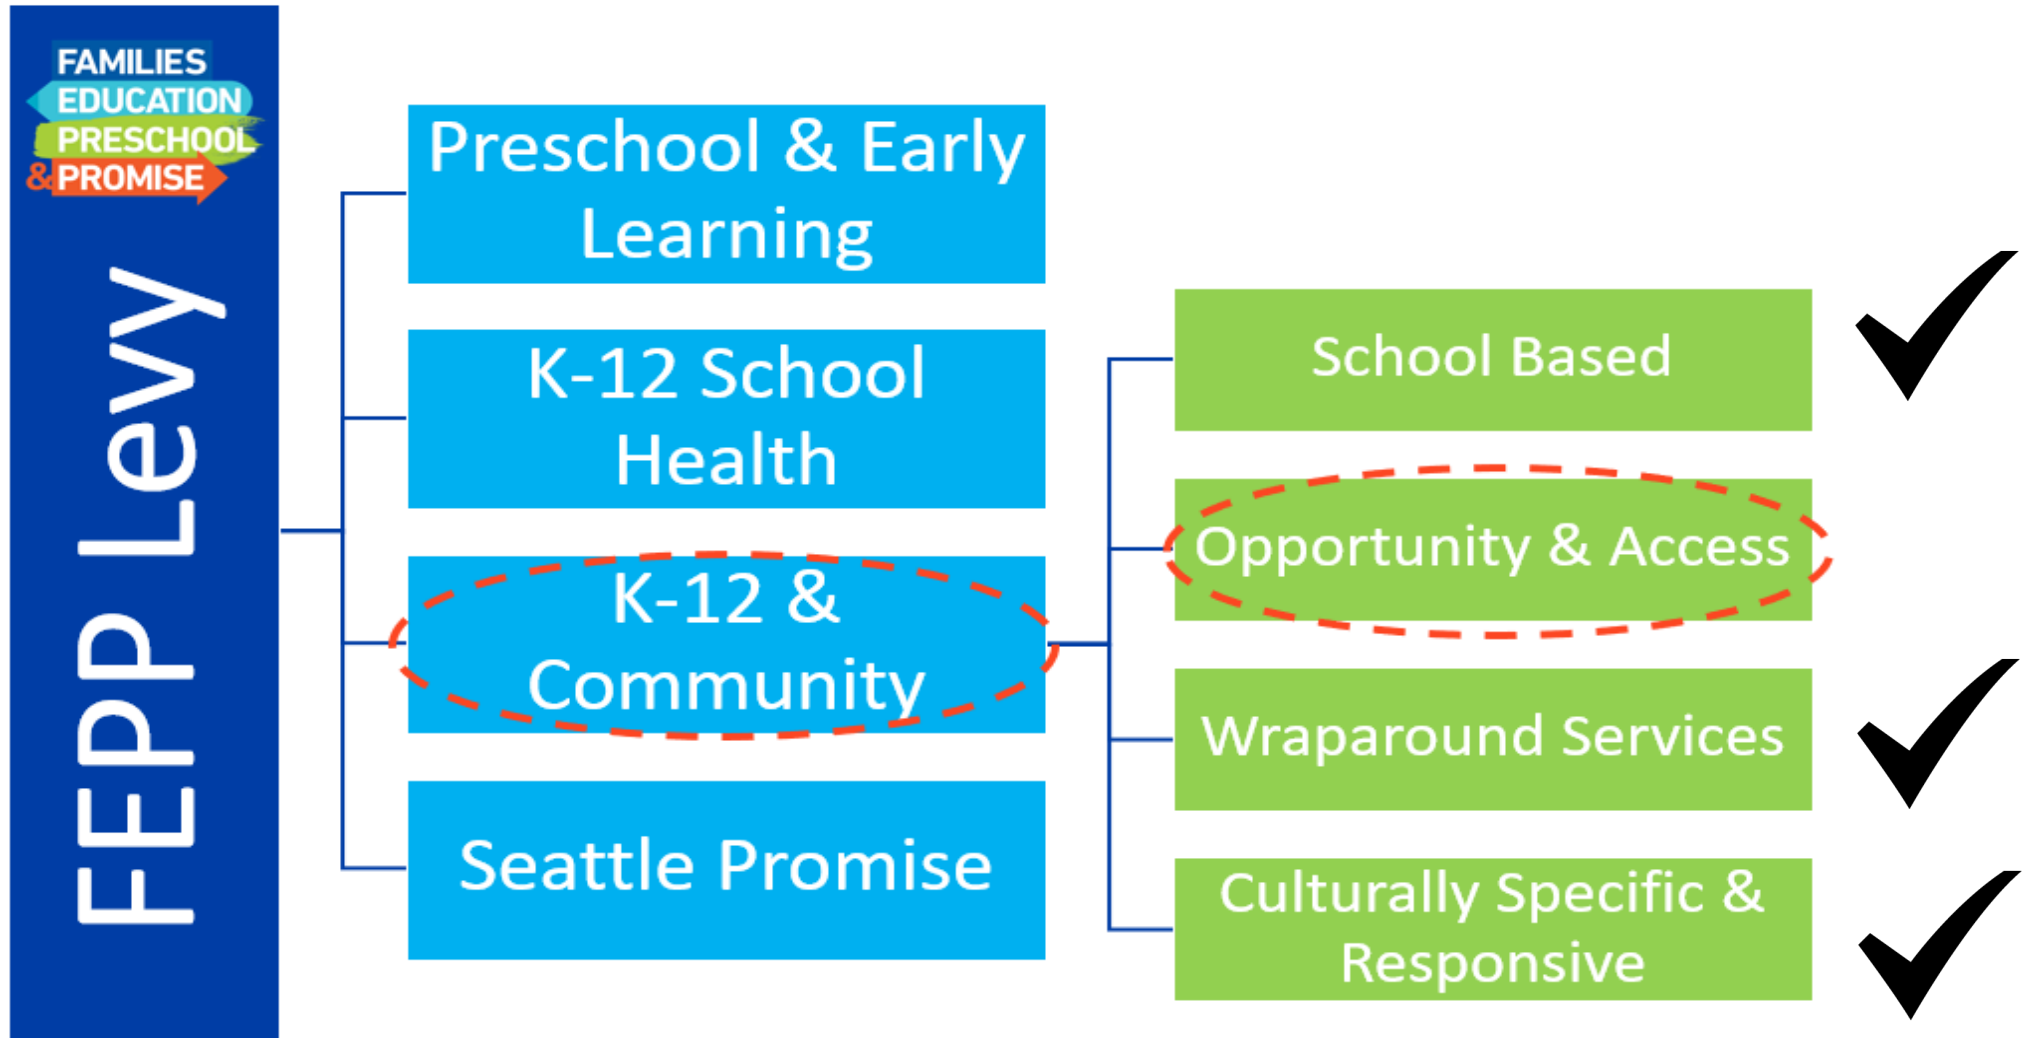 FAMILIES
EDUCATION
PRESCHOOL
& PROMISE
FEPP Levy
Preschool & Early
Learning
K-12 School
Health
K-12 &
Community
Seattle Promise
School Based
Opportunity & Access
Wraparound Services
Culturally Specific &
Responsive